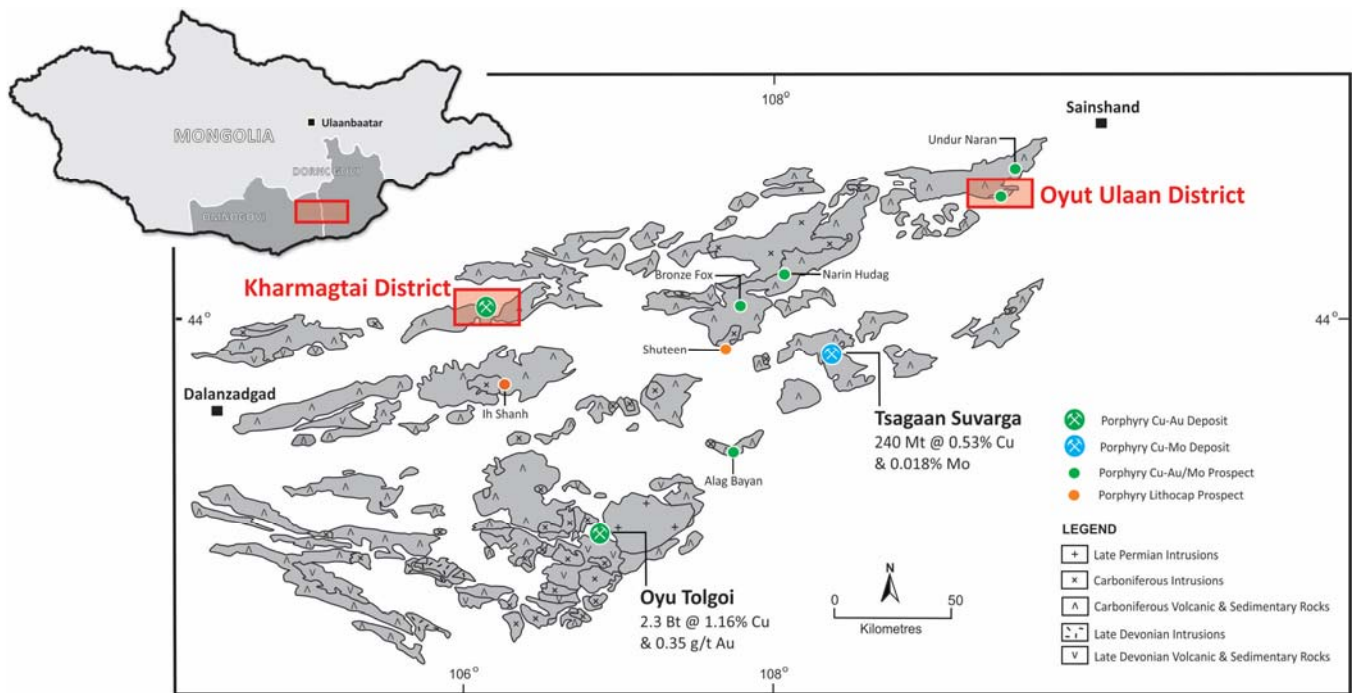 MONGOLIA
Ulaanbaatar
DORNOGOVI
OMNOGOVI
108°
Sainshand
Undur Naran
Oyut Ulaan District
Bronze Fox
Narin Hudag
Kharmagtai District
44°
44°
Shuteen
Dalanzadgad
Ih Shanh
Tsagaan Suvarga
240 Mt @ 0.53% Cu
& 0.018% Mo
Alag Bayan
Porphyry Cu-Au Deposit
Porphyry Cu-Mo Deposit
Porphyry Cu-Au/Mo Prospect
Porphyry Lithocap Prospect
LEGEND
Late Permian Intrusions
Carboniferous Intrusions
Carboniferous Volcanic & Sedimentary Rocks
Late Devonian Intrusions
Late Devonian Volcanic & Sedimentary Rocks
Oyu Tolgoi
2.3 Bt @ 1.16% Cu
& 0.35 g/t Au
N
0 50
Kilometres
106°
108°